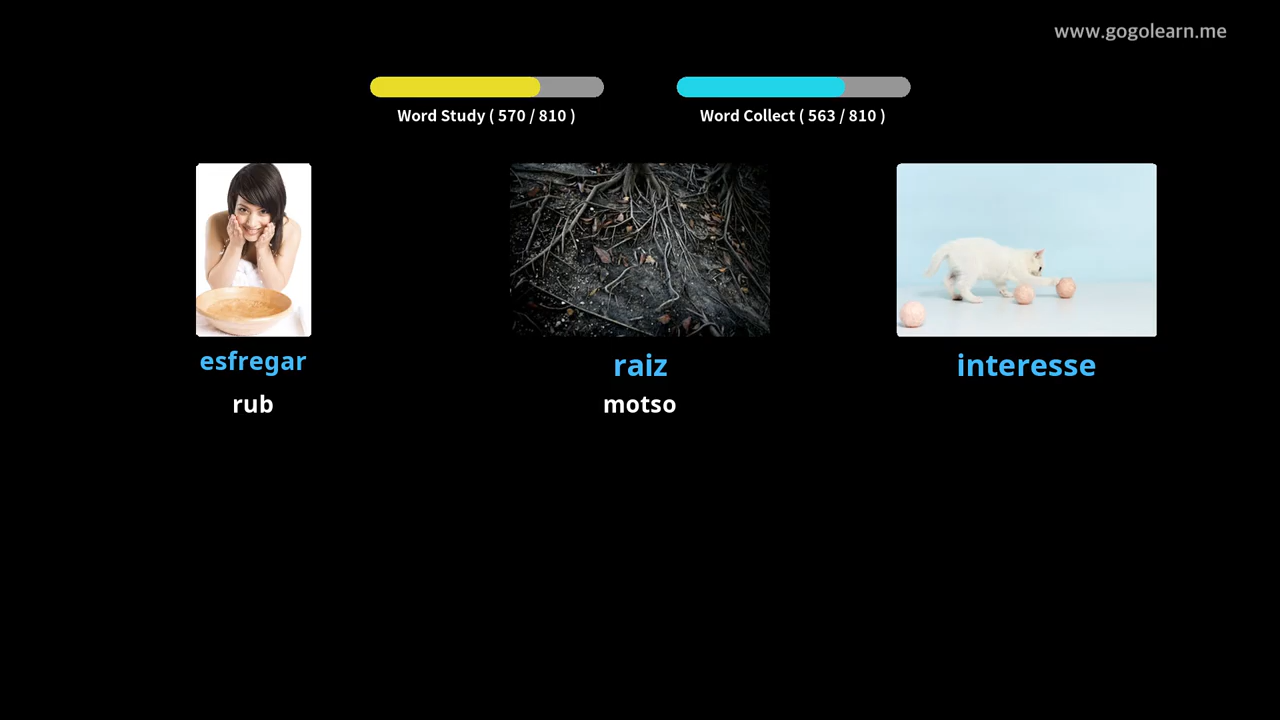 www.gogolearn.me
Word Study ( 570 / 810 )
Word Collect ( 563 / 810 )
esfregar
raiz
interesse
rub
motso